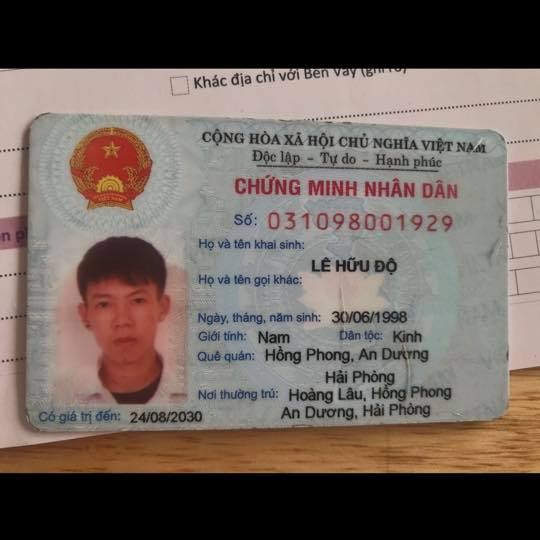 Khác địa chỉ với Bên Vay (ghi rõ)
CỘNG HÒA XÃ HỘI CHỦ NGHĨA VIỆT NAM
Độc lập - Tự do - Hạnh phúc
CHỨNG MINH NHÂN DÂN
Số: 031098001929
Họ và tên khai sinh:
LÊ HỮU ĐỘ
Họ và tên gọi khác:
Ngày, tháng, năm sinh: 30/06/1998
Giới tính: Nam Dân tộc: Kinh
Quê quán: Hồng Phong, An Dương
Hải Phòng
Nơi thường trú: Hoàng Lâu, Hồng Phong
An Dương, Hải Phòng
Có giá trị đến: 24/08/2030